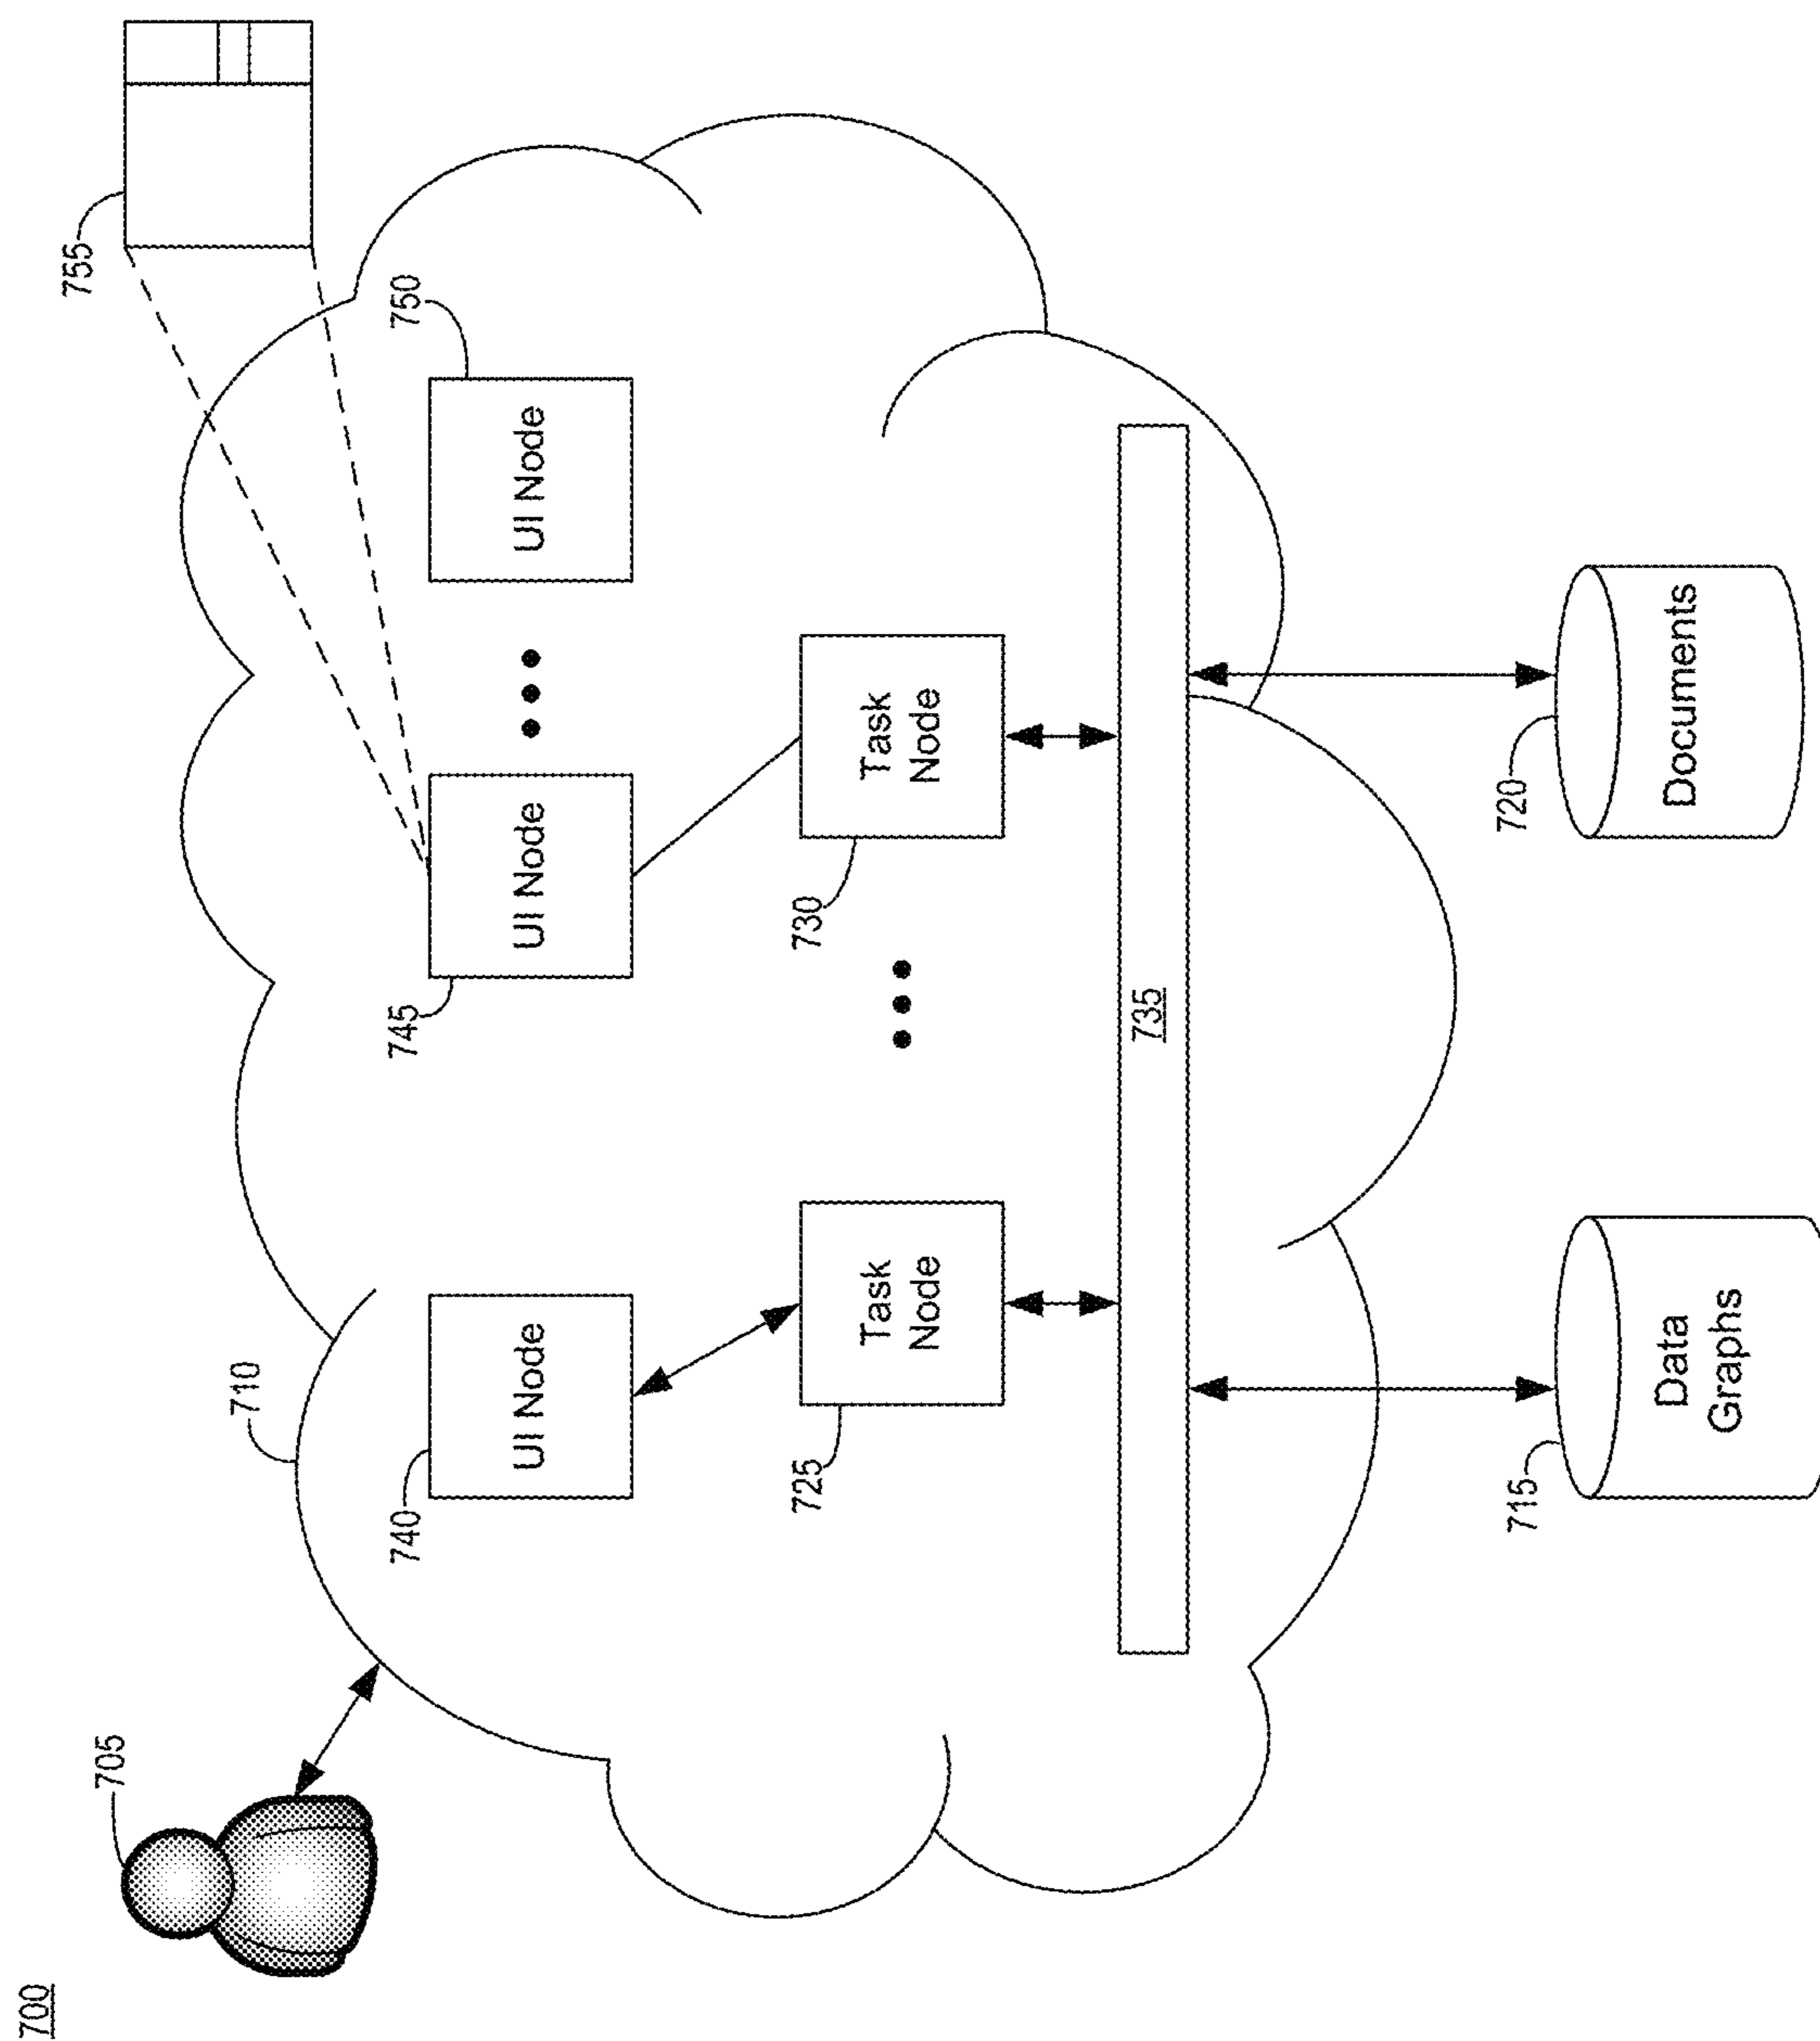 700
705
755
710
740
745
750
UI Node
UI Node
UI Node
725
730
Task
Node
Task
Node
735
715
720
Data
Graphs
Documents